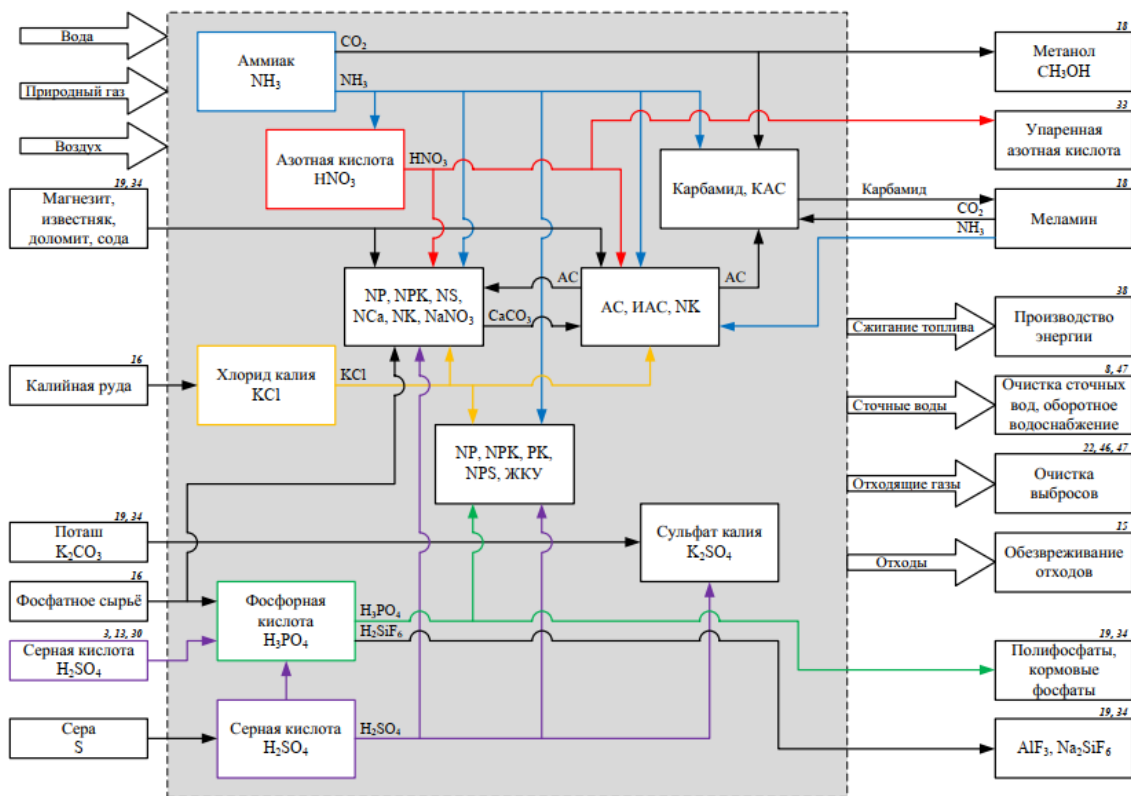 Вода
Природный газ
Воздух
19, 34
Магнезит,
известняк,
доломит, сода
16
Калийная руда
19, 34
Поташ
K₂CO₃
16
Фосфатное сырьё
3, 13, 30
Серная кислота
H₂SO₄
Сера
S
Аммиак
NH₃
CO₂
NH₃
Азотная кислота
HNO₃
HNO₃
Карбамид, КАС
NP, NPK, NS,
NCa, NK, NaNO₃
АС
CaCO₃
АС, ИАС, NK
АС
Хлорид калия
KCl
KCl
NP, NPK, PK,
NPS, ЖКУ
Сульфат калия
K₂SO₄
Фосфорная
кислота
H₃PO₄
H₃PO₄
H₂SiF₆
Серная кислота
H₂SO₄
H₂SO₄
Карбамид
CO₂
NH₃
Сжигание топлива
Сточные воды
Отходящие газы
Отходы
18
Метанол
CH₃OH
33
Упаренная
азотная кислота
18
Меламин
38
Производство
энергии
8, 47
Очистка сточных
вод, оборотное
водоснабжение
22, 46, 47
Очистка
выбросов
15
Обезвреживание
отходов
19, 34
Полифосфаты,
кормовые
фосфаты
19, 34
AlF₃, Na₂SiF₆